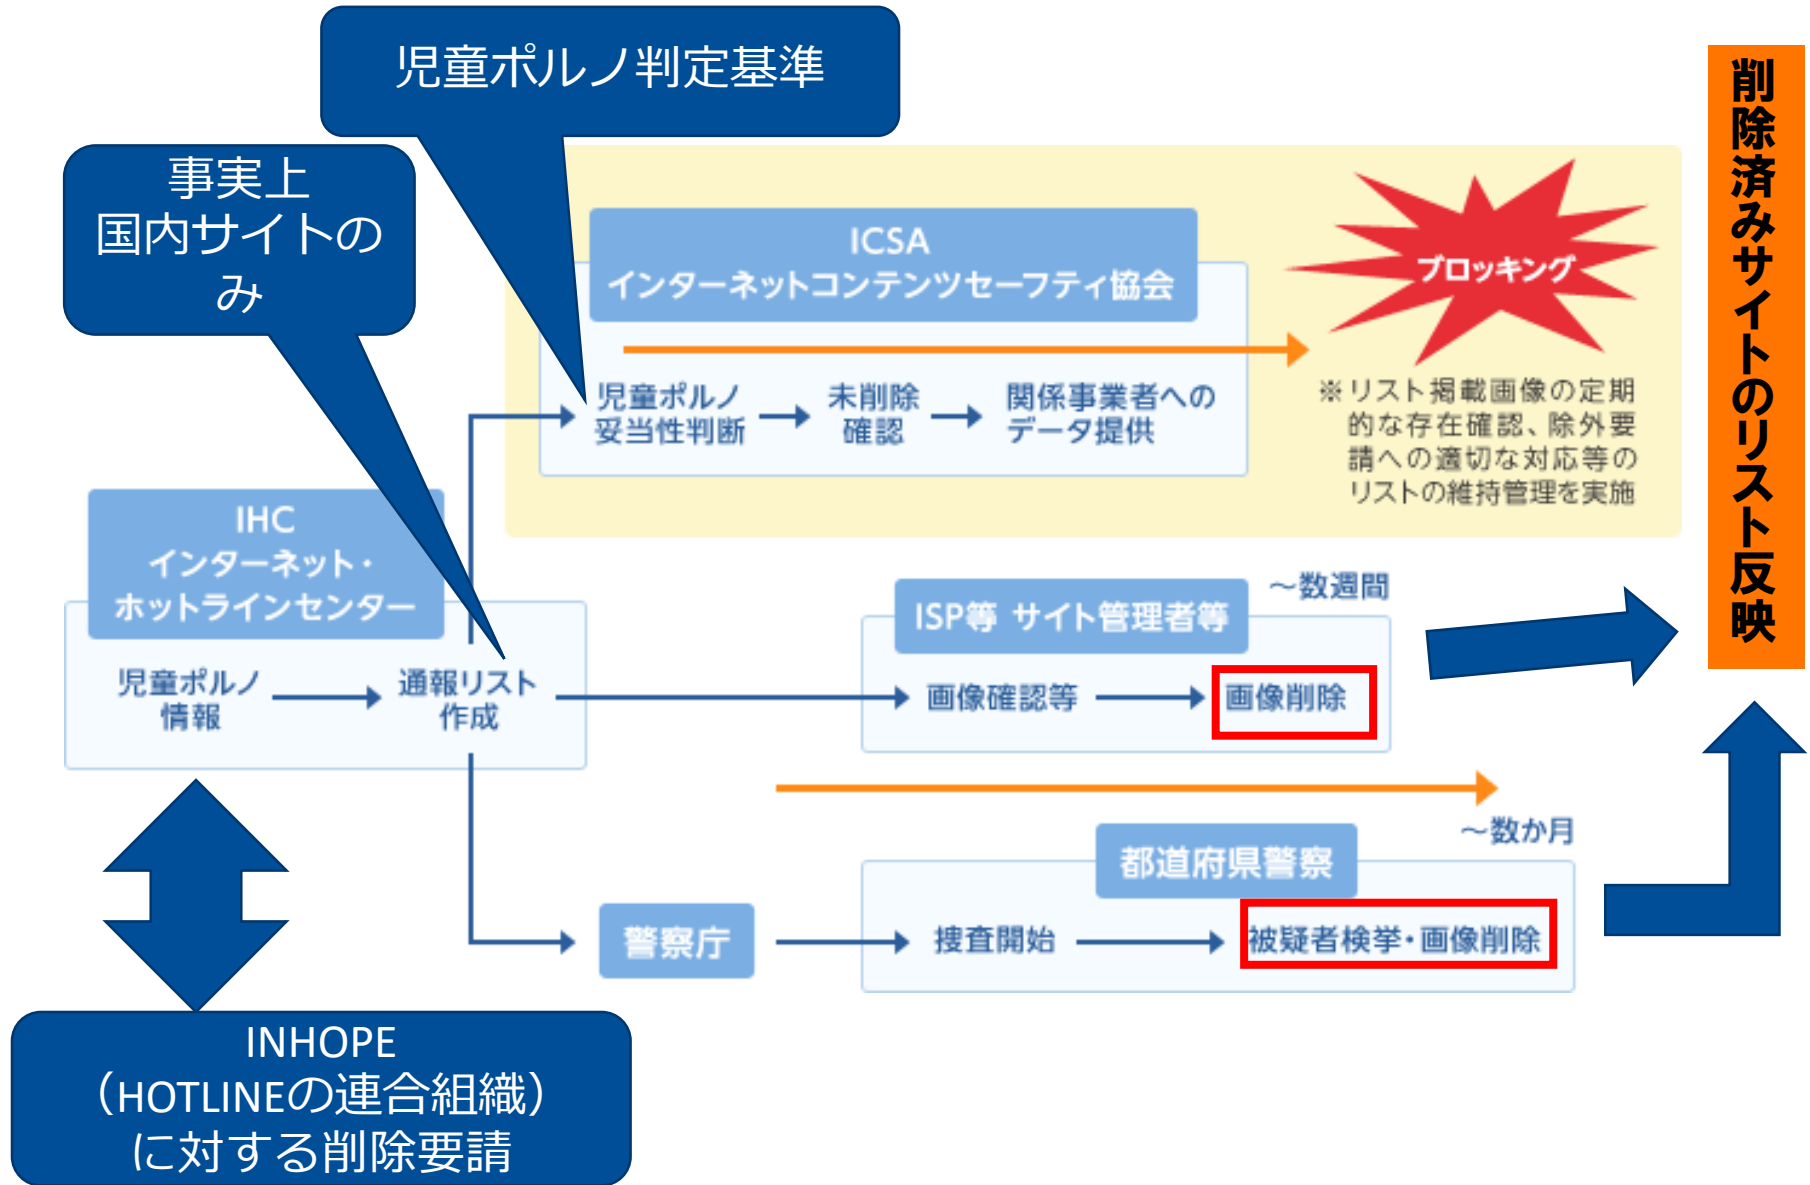 児童ポルノ判定基準
事実上
国内サイトの
み
ICSA
インターネットコンテンツセーフティ協会
ブロッキング
児童ポルノ
妥当性判断
未削除
確認
関係事業者への
データ提供
※リスト掲載画像の定期
的な存在確認、除外要
請への適切な対応等の
リストの維持管理を実施
削除済みサイトのリスト反映
IHC
インターネット・
ホットラインセンター
児童ポルノ
情報
通報リスト
作成
ISP等 サイト管理者等
～数週間
画像確認等
画像削除
～数か月
都道府県警察
警察庁
捜査開始
被疑者検挙・画像削除
INHOPE
（HOTLINEの連合組織）
に対する削除要請